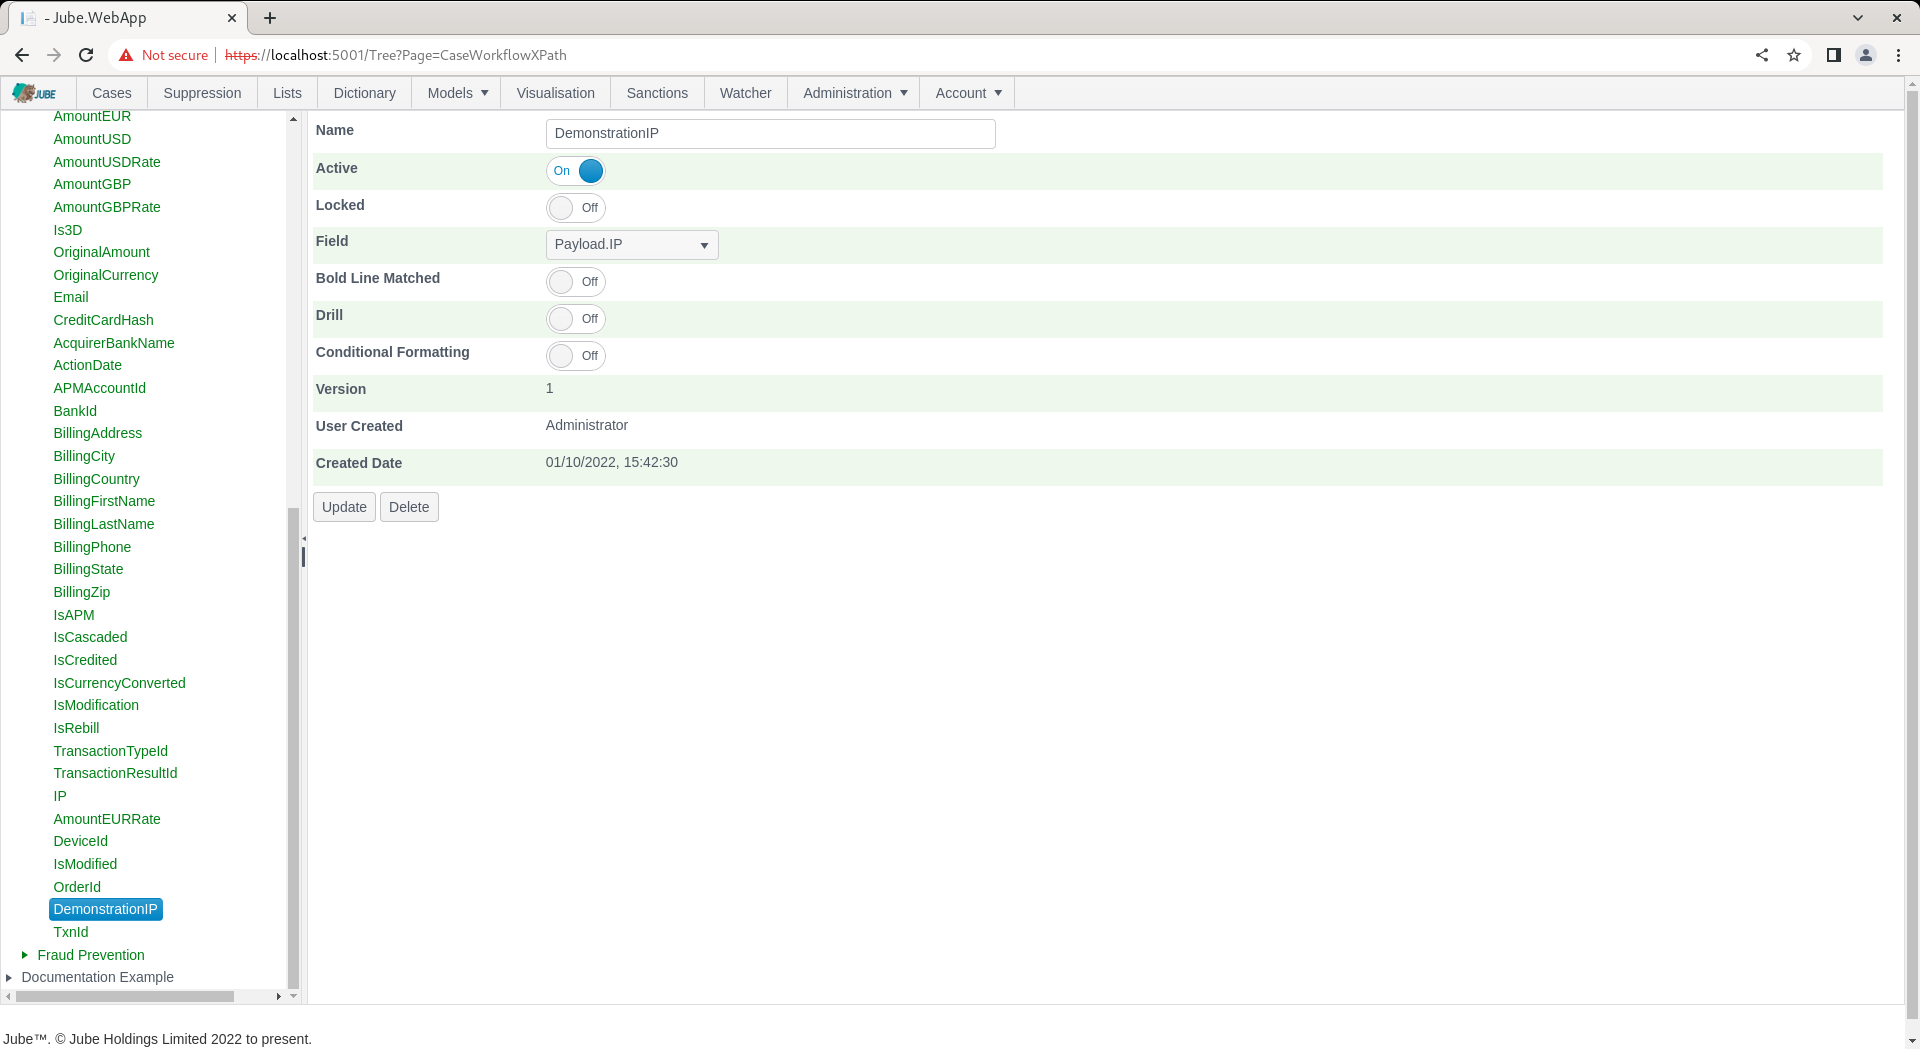 - Jube.WebApp
Not secure https://localhost:5001/Tree?Page=CaseWorkflowXPath
JUBE Cases Suppression Lists Dictionary Models Visualisation Sanctions Watcher Administration Account
AmountEUR
AmountUSD
AmountUSDRate
AmountGBP
AmountGBPRate
Is3D
OriginalAmount
OriginalCurrency
Email
CreditCardHash
AcquirerBankName
ActionDate
APMAccountId
BankId
BillingAddress
BillingCity
BillingCountry
BillingFirstName
BillingLastName
BillingPhone
BillingState
BillingZip
IsAPM
IsCascaded
IsCredited
IsCurrencyConverted
IsModification
IsRebill
TransactionTypeId
TransactionResultId
IP
AmountEURRate
DeviceId
IsModified
OrderId
DemonstrationIP
TxnId
Fraud Prevention
Documentation Example
Name DemonstrationIP
Active On
Locked Off
Field Payload.IP
Bold Line Matched Off
Drill Off
Conditional Formatting Off
Version 1
User Created Administrator
Created Date 01/10/2022, 15:42:30
Update Delete
Jube™. © Jube Holdings Limited 2022 to present.